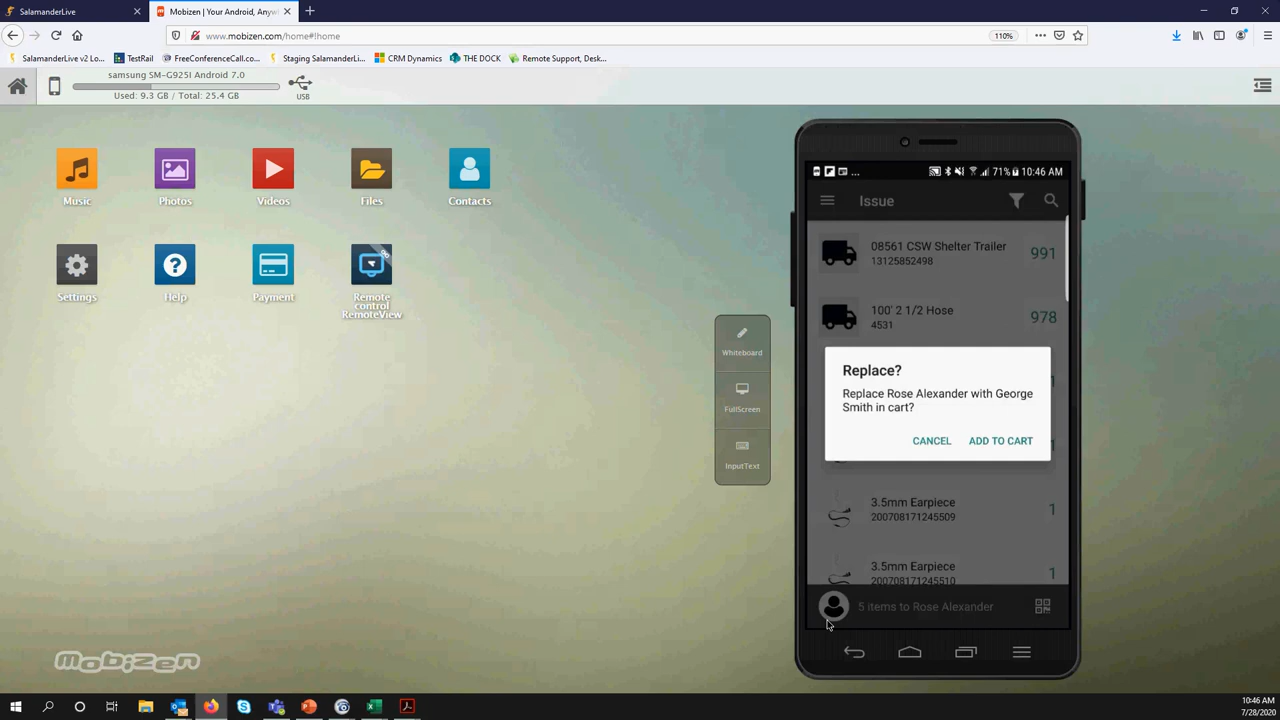 SalamanderLive
Mobizen | Your Android, Anyw
www.mobizen.com/home#!home
110%
SalamanderLive v2 Lo...
TestRail
FreeConferenceCall.co...
Staging SalamanderLi...
CRM Dynamics
THE DOCK
Remote Support, Desk...
samsung SM-G925I Android 7.0
Used: 9.3 GB / Total: 25.4 GB
USB
Music
Photos
Videos
Files
Contacts
Settings
Help
Payment
Remote
control
RemoteView
mobizen
Whiteboard
FullScreen
InputText
71% 10:46 AM
Issue
08561 CSW Shelter Trailer
13125852498
991
100' 2 1/2 Hose
4531
978
Replace?
Replace Rose Alexander with George
Smith in cart?
CANCEL
ADD TO CART
3.5mm Earpiece
200708171245509
1
3.5mm Earpiece
200708171245510
1
5 items to Rose Alexander
10:46 AM
7/28/2020